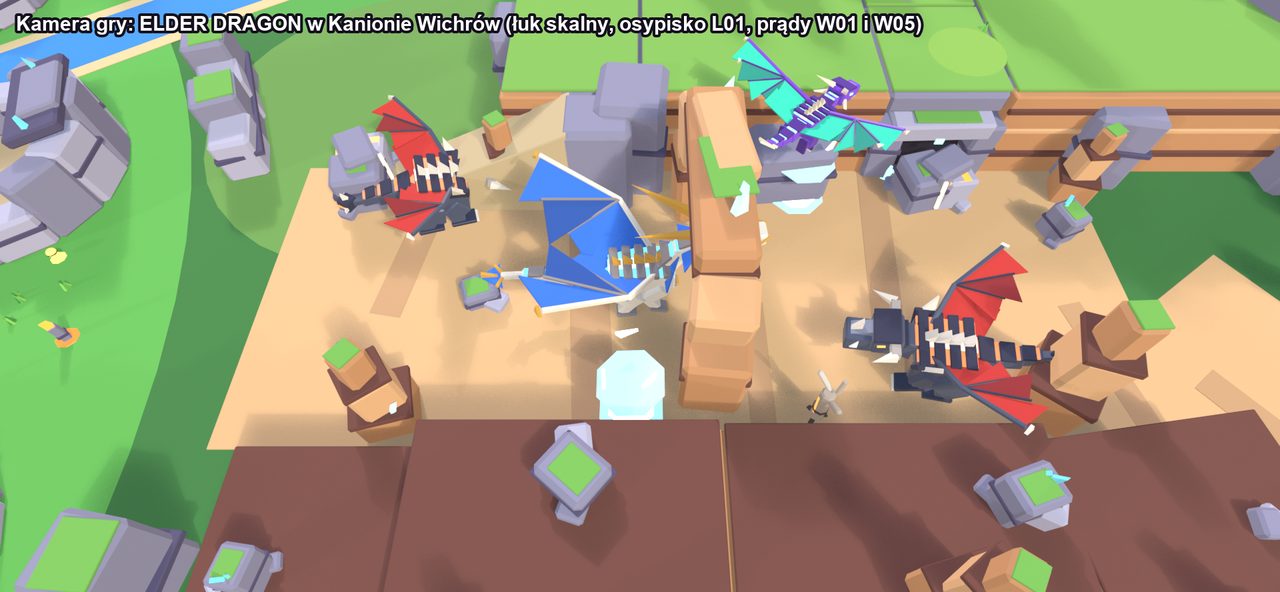 Kamera gry: ELDER DRAGON w Kanionie Wichrów (łuk skalny, osypisko L01, prądy W01 i W05)